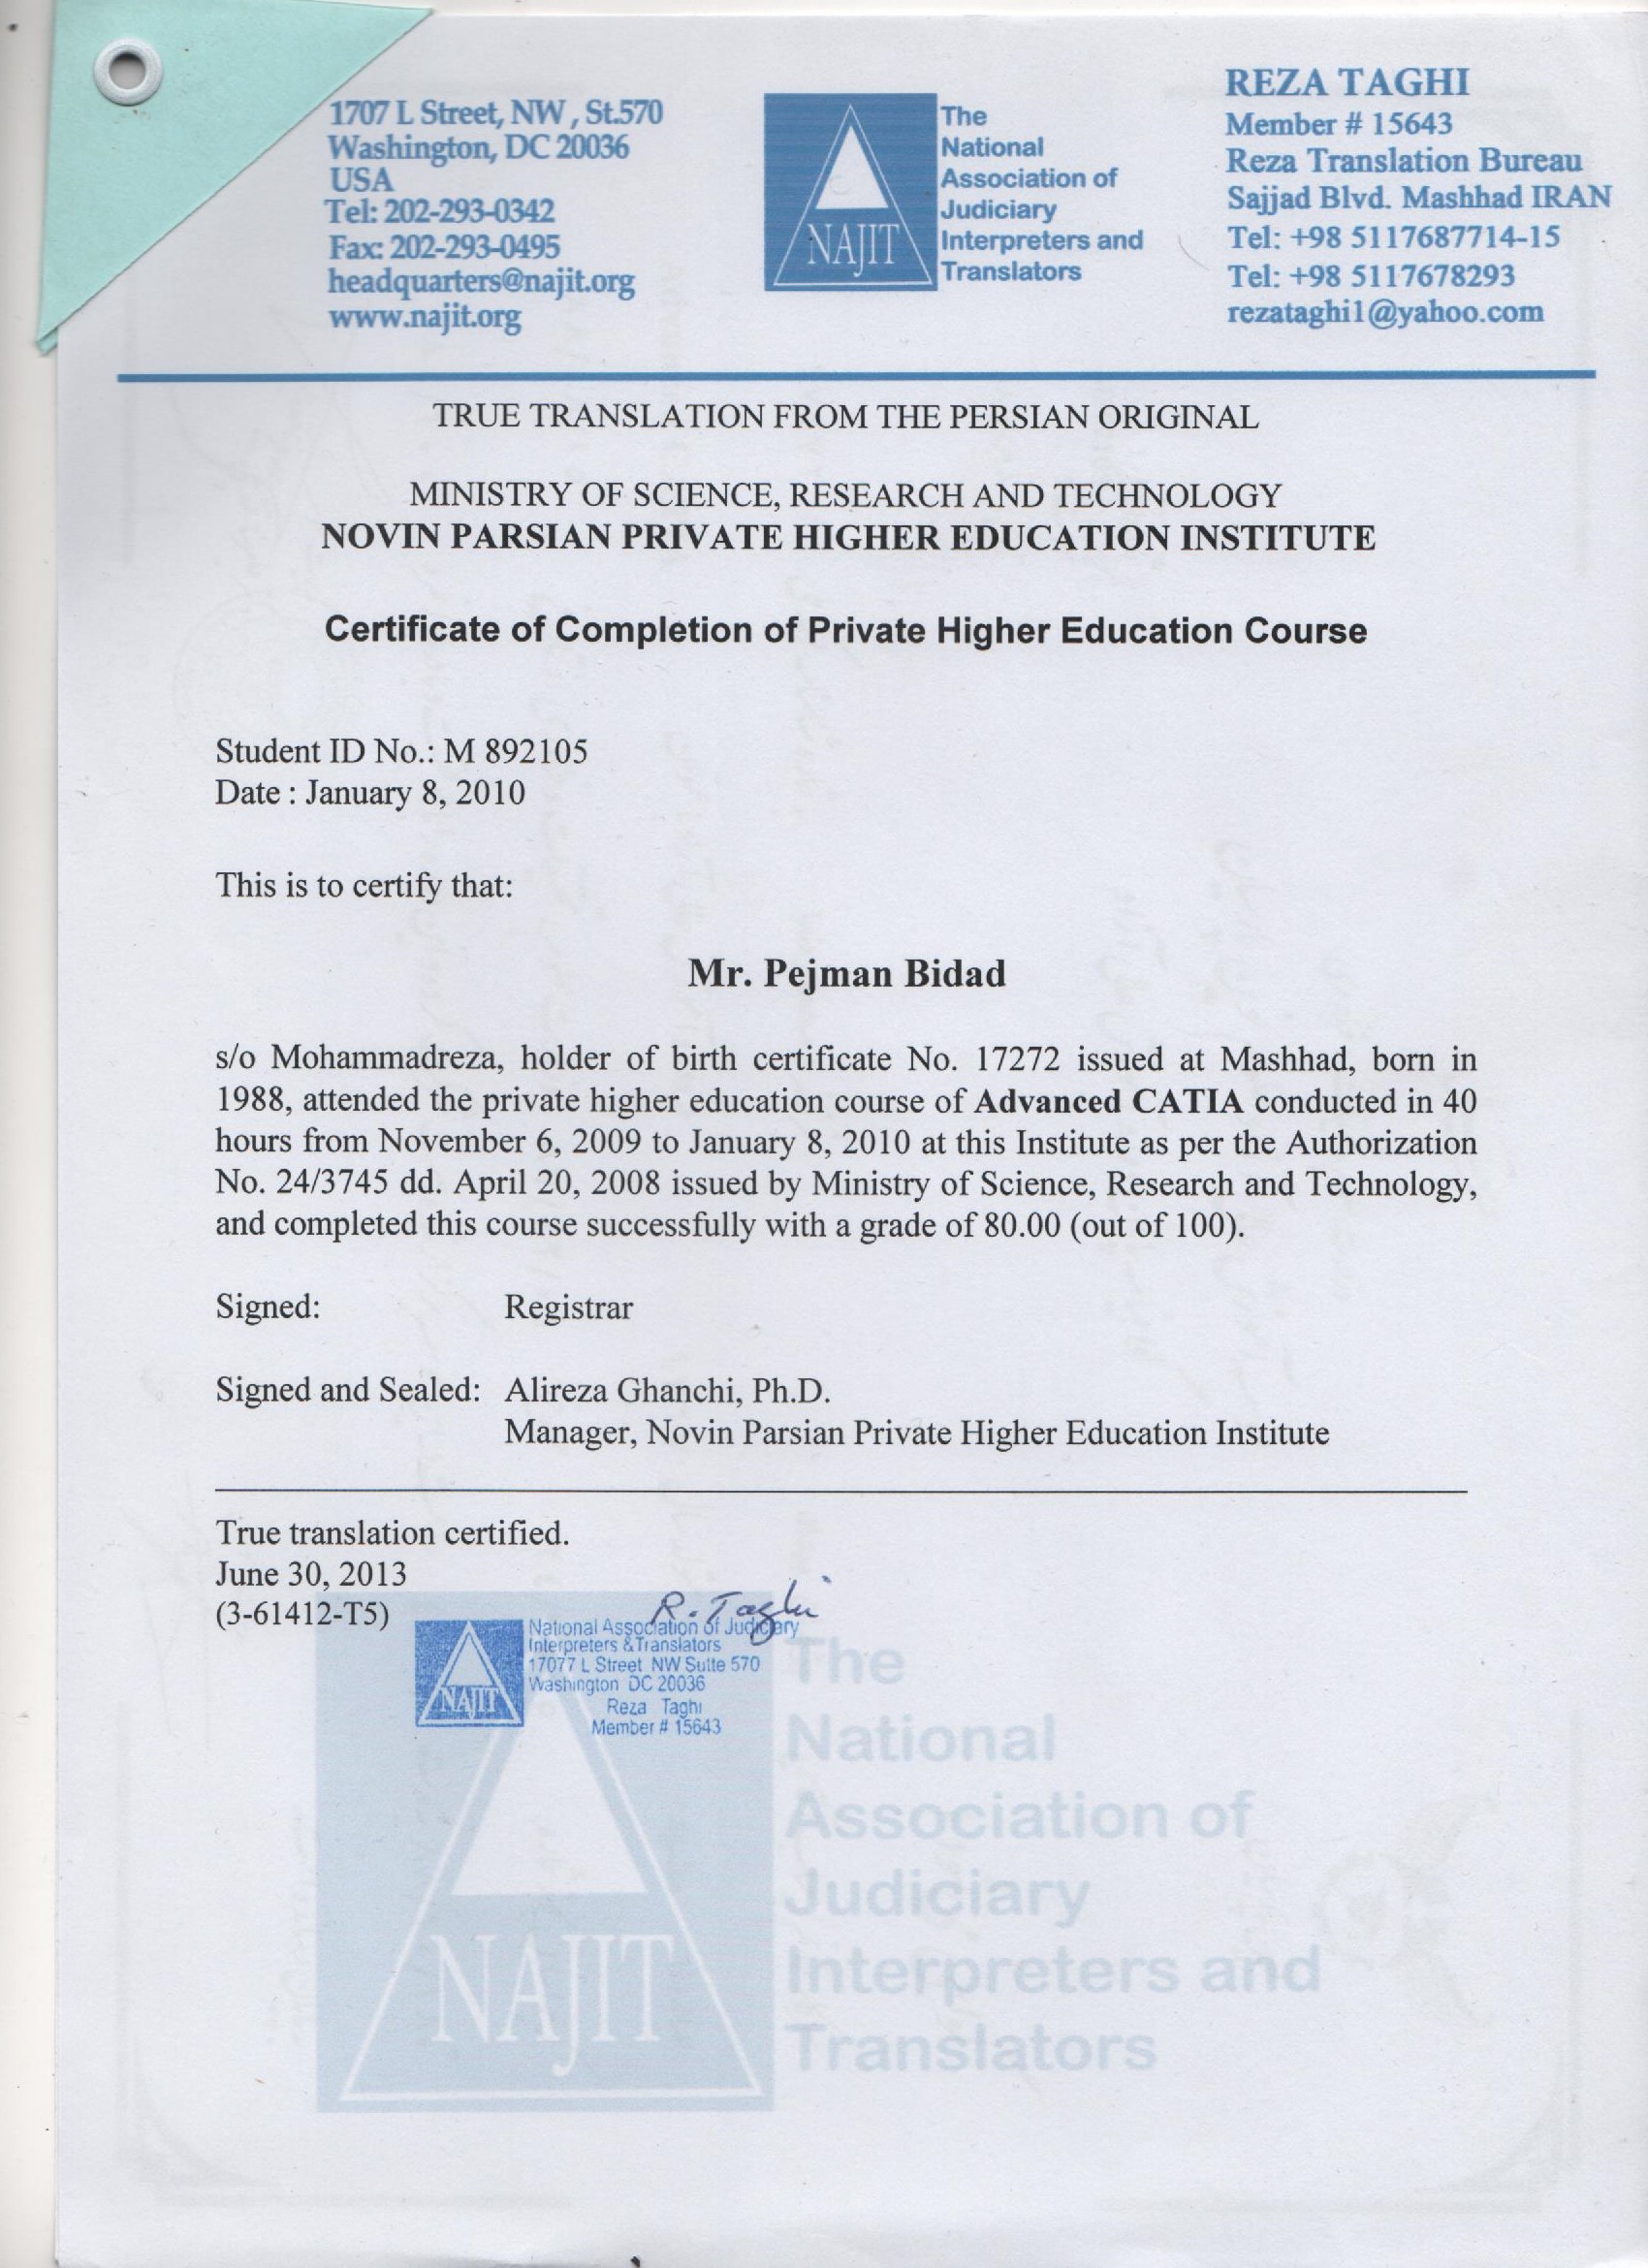 1707 L Street, NW , St.570
Washington, DC 20036
USA
Tel: 202-293-0342
Fax: 202-293-0495
headquarters@najit.org
www.najit.org
NAJIT
The
National
Association of
Judiciary
Interpreters and
Translators
REZA TAGHI
Member # 15643
Reza Translation Bureau
Sajjad Blvd. Mashhad IRAN
Tel: +98 5117687714-15
Tel: +98 5117678293
rezataghi1@yahoo.com
TRUE TRANSLATION FROM THE PERSIAN ORIGINAL
MINISTRY OF SCIENCE, RESEARCH AND TECHNOLOGY
NOVIN PARSIAN PRIVATE HIGHER EDUCATION INSTITUTE
Certificate of Completion of Private Higher Education Course
Student ID No.: M 892105
Date : January 8, 2010
This is to certify that:
Mr. Pejman Bidad
s/o Mohammadreza, holder of birth certificate No. 17272 issued at Mashhad, born in
1988, attended the private higher education course of Advanced CATIA conducted in 40
hours from November 6, 2009 to January 8, 2010 at this Institute as per the Authorization
No. 24/3745 dd. April 20, 2008 issued by Ministry of Science, Research and Technology,
and completed this course successfully with a grade of 80.00 (out of 100).
Signed: Registrar
Signed and Sealed: Alireza Ghanchi, Ph.D.
Manager, Novin Parsian Private Higher Education Institute
True translation certified.
June 30, 2013
(3-61412-T5)
R. Taghi
NAJIT
National Association of Judiciary
Interpreters & Translators
17077 L Street NW Suite 570
Washington DC 20036
Reza Taghi
Member # 15643
NAJIT
The
National
Association of
Judiciary
Interpreters and
Translators